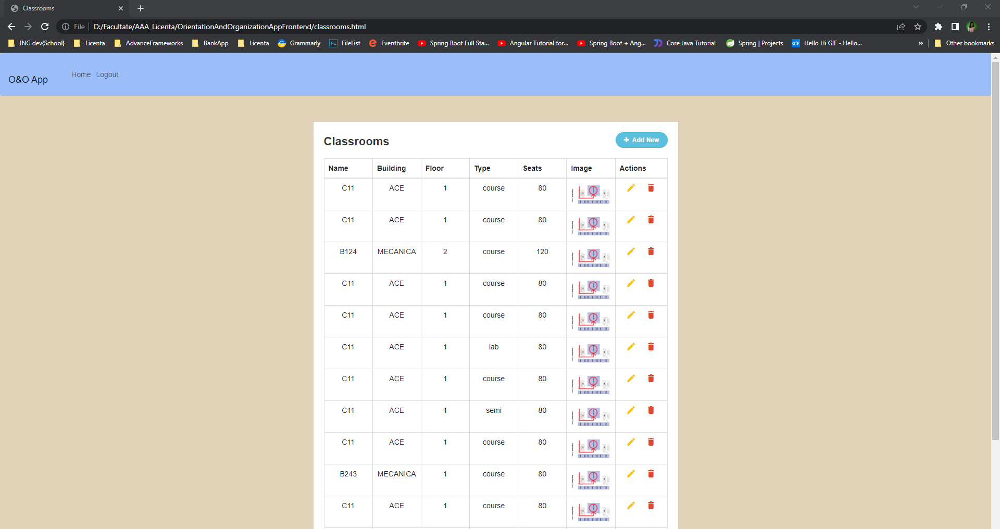 Classrooms
File D:/Facultate/AAA_Licenta/OrientationAndOrganizationAppFrontend/classrooms.html
ING dev{School} Licenta AdvanceFrameworks BankApp Licenta Grammarly FL FileList Eventbrite Spring Boot Full Sta... Angular Tutorial for... Spring Boot + Ang... Core Java Tutorial Spring | Projects GIF Hello Hi GIF - Hello... » Other bookmarks
O&O App Home Logout
Classrooms Add New
Name Building Floor Type Seats Image Actions
C11 ACE 1 course 80
C11 ACE 1 course 80
B124 MECANICA 2 course 120
C11 ACE 1 course 80
C11 ACE 1 course 80
C11 ACE 1 lab 80
C11 ACE 1 course 80
C11 ACE 1 semi 80
C11 ACE 1 course 80
B243 MECANICA 1 course 80
C11 ACE 1 course 80